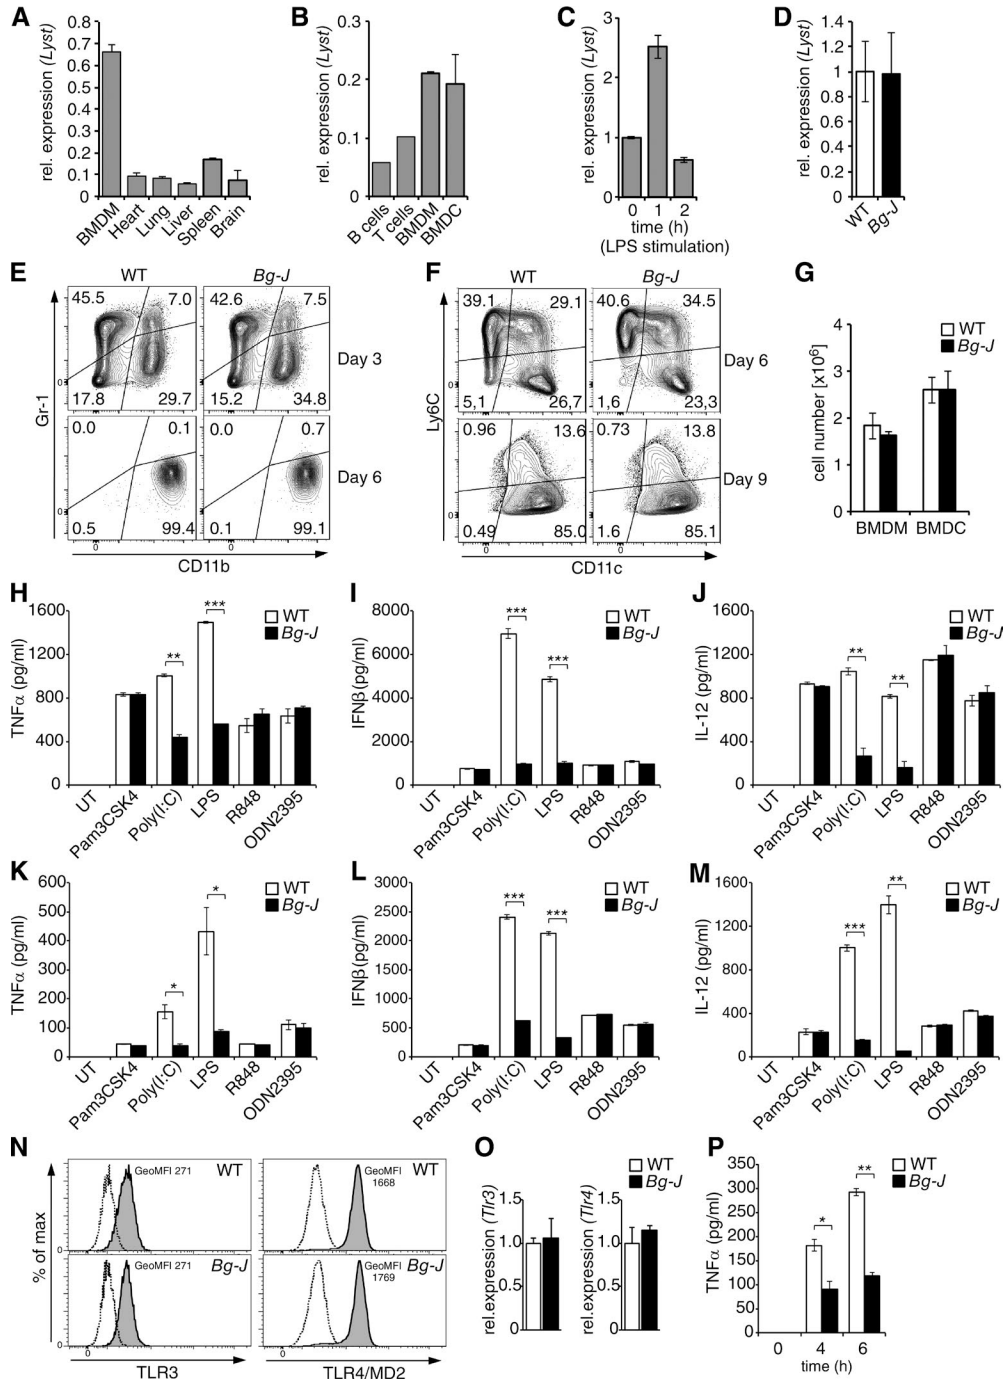 A
rel. expression (Lyst)
0.8
0.7
0.6
0.5
0.4
0.3
0.2
0.1
0
BMDM
Heart
Lung
Liver
Spleen
Brain
B
rel. expression (Lyst)
0.3
0.2
0.1
0
B cells
T cells
BMDM
BMDC
C
rel. expression (Lyst)
3
2
1
0
0 1 2
time (h)
(LPS stimulation)
D
rel. expression (Lyst)
1.4
1.2
1.0
0.8
0.6
0.4
0.2
0
WT
Bg-J
E
WT Bg-J
45.5 7.0 42.6 7.5
Day 3
0
17.8 29.7 15.2 34.8
0.0 0.1 0.0 0.7
Day 6
0
0.5 99.4 0.1 99.1
0 0
Gr-1
CD11b
F
WT Bg-J
39.1 29.1 40.6 34.5
Day 6
0
5,1 26,7 1,6 23,3
0.96 13.6 0.73 13.8
Day 9
0
0.49 85.0 1.6 85.1
0 0
Ly6C
CD11c
G
WT
Bg-J
cell number [x10⁶]
4
3
2
1
0
BMDM BMDC
H
TNFα (pg/ml)
1600
1200
800
400
0
WT
Bg-J
**
***
UT
Pam3CSK4
Poly(I:C)
LPS
R848
ODN2395
I
IFNβ (pg/ml)
8000
6000
4000
2000
0
WT
Bg-J
***
***
UT
Pam3CSK4
Poly(I:C)
LPS
R848
ODN2395
J
IL-12 (pg/ml)
1600
1200
800
400
0
WT
Bg-J
**
**
UT
Pam3CSK4
Poly(I:C)
LPS
R848
ODN2395
K
TNFα (pg/ml)
600
500
400
300
200
100
0
WT
Bg-J
*
*
UT
Pam3CSK4
Poly(I:C)
LPS
R848
ODN2395
L
IFNβ (pg/ml)
3000
2500
2000
1500
1000
500
0
WT
Bg-J
***
***
UT
Pam3CSK4
Poly(I:C)
LPS
R848
ODN2395
M
IL-12 (pg/ml)
1600
1200
800
400
0
WT
Bg-J
***
**
UT
Pam3CSK4
Poly(I:C)
LPS
R848
ODN2395
N
% of max
GeoMFI 271 WT
GeoMFI
1668
WT
0
GeoMFI 271 Bg-J
GeoMFI
1769
Bg-J
0
0 0
TLR3 TLR4/MD2
O
WT
Bg-J
rel.expression (Tlr3)
1.5
1.0
0.5
0
rel.expression (Tlr4)
1.5
1.0
0.5
0
P
WT
Bg-J
TNFα (pg/ml)
350
300
250
200
150
100
50
0
*
**
0 4 6
time (h)